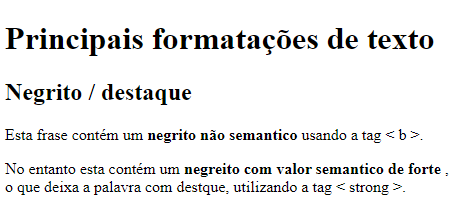 Principais formatações de texto
Negrito / destaque
Esta frase contém um negrito não semantico usando a tag < b >.
No entanto esta contém um negreito com valor semantico de forte ,
o que deixa a palavra com destque, utilizando a tag < strong >.